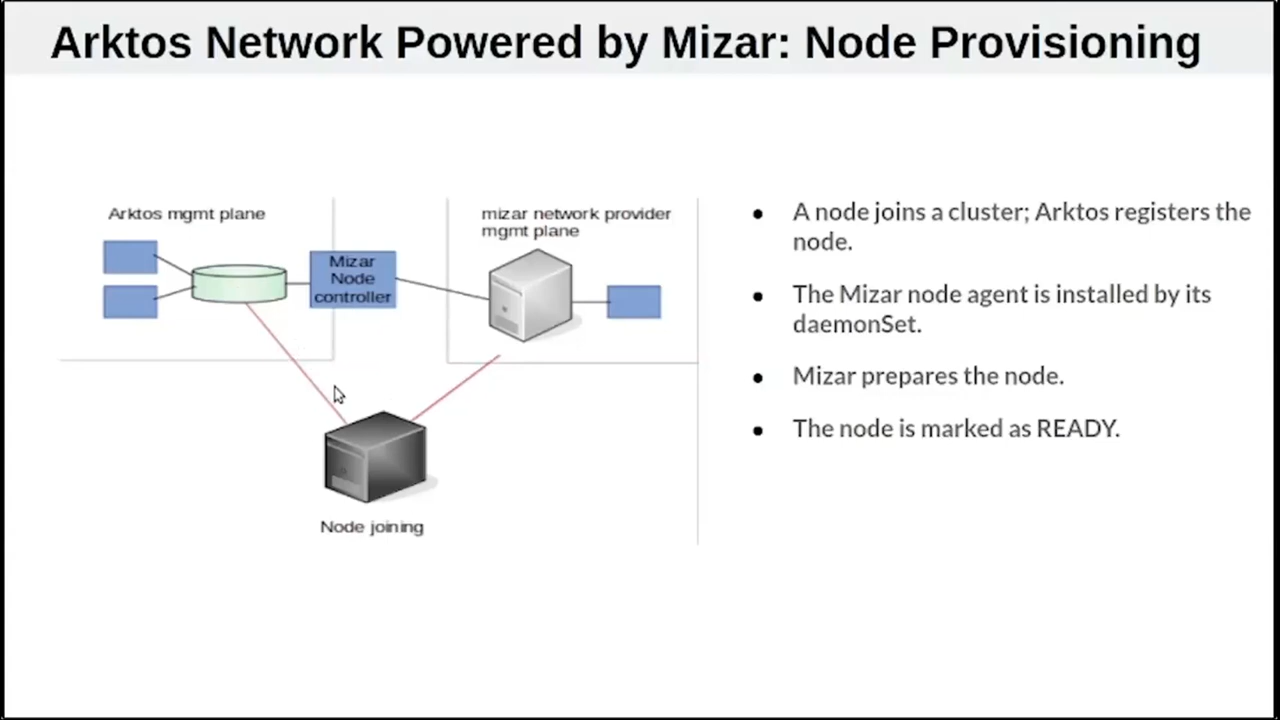 Arktos Network Powered by Mizar: Node Provisioning
Arktos mgmt plane
Mizar
Node
controller
mizar network provider
mgmt plane
Node joining
● A node joins a cluster; Arktos registers the
node.
● The Mizar node agent is installed by its
daemonSet.
● Mizar prepares the node.
● The node is marked as READY.